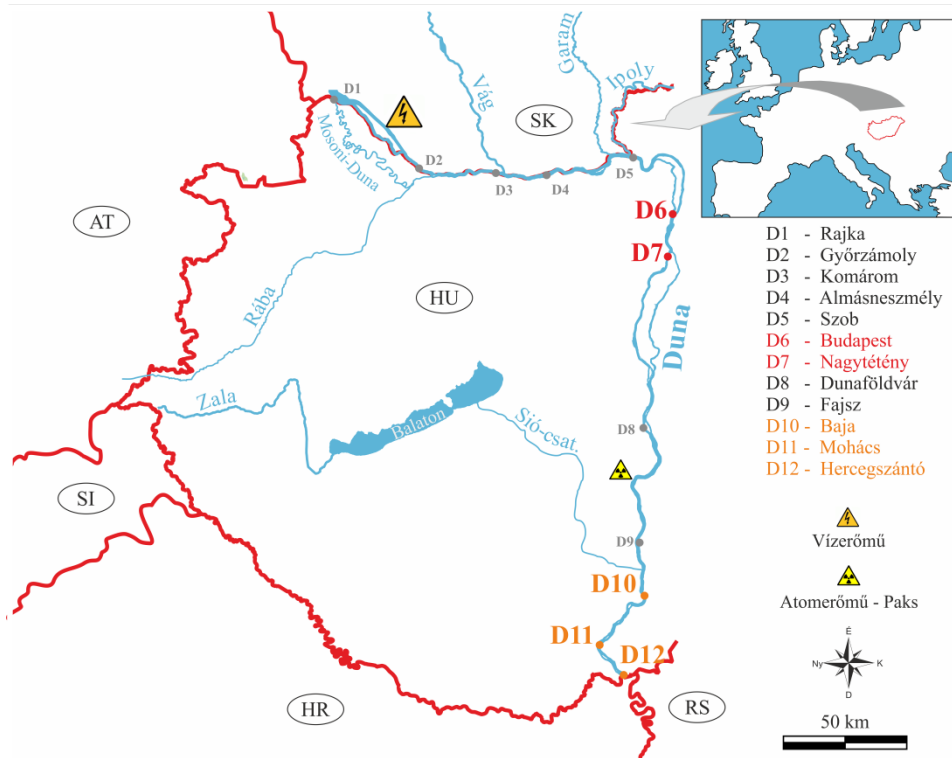 D1
Mosoni-Duna
D2
Vág
Garam
Ipoly
SK
D3
D4
D5
D6
D7
AT
HU
Rába
Duna
Zala
Balaton
Sió-csat.
D8
D9
SI
D10
D11
D12
HR
RS
D1 - Rajka
D2 - Győrzámoly
D3 - Komárom
D4 - Almásneszmély
D5 - Szob
D6 - Budapest
D7 - Nagytétény
D8 - Dunaföldvár
D9 - Fajsz
D10 - Baja
D11 - Mohács
D12 - Hercegszántó
Vízerőmű
Atomerőmű - Paks
É
Ny
K
D
50 km